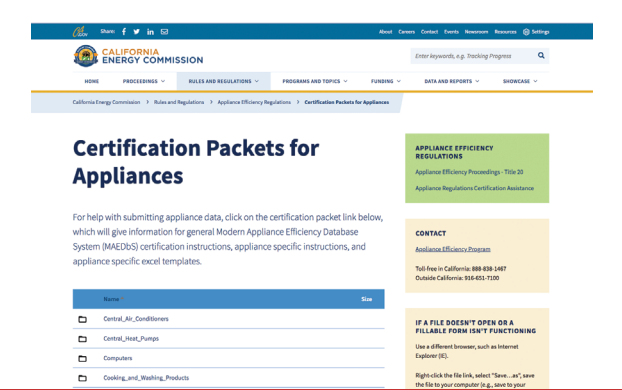 Share:
About Careers Contact Events Newsroom Resources Settings
CALIFORNIA
ENERGY COMMISSION
Enter keywords, e.g. Tracking Progress
HOME PROCEEDINGS RULES AND REGULATIONS PROGRAMS AND TOPICS FUNDING DATA AND REPORTS SHOWCASE
California Energy Commission > Rules and Regulations > Appliance Efficiency Regulations > Certification Packets for Appliances
Certification Packets for
Appliances
For help with submitting appliance data, click on the certification packet link below,
which will give information for general Modern Appliance Efficiency Database
System (MAEDbS) certification instructions, appliance specific instructions, and
appliance specific excel templates.
Name Size
Central_Air_Conditioners
Central_Heat_Pumps
Computers
Cooking_and_Washing_Products
APPLIANCE EFFICIENCY
REGULATIONS
Appliance Efficiency Proceedings - Title 20
Appliance Regulations Certification Assistance
CONTACT
Appliance Efficiency Program
Toll-free in California: 888-838-1467
Outside California: 916-651-7100
IF A FILE DOESN'T OPEN OR A
FILLABLE FORM ISN'T FUNCTIONING
Use a different browser, such as Internet
Explorer (IE).
Right-click the file link, select "Save...as", save
the file to your computer (e.g., save to your